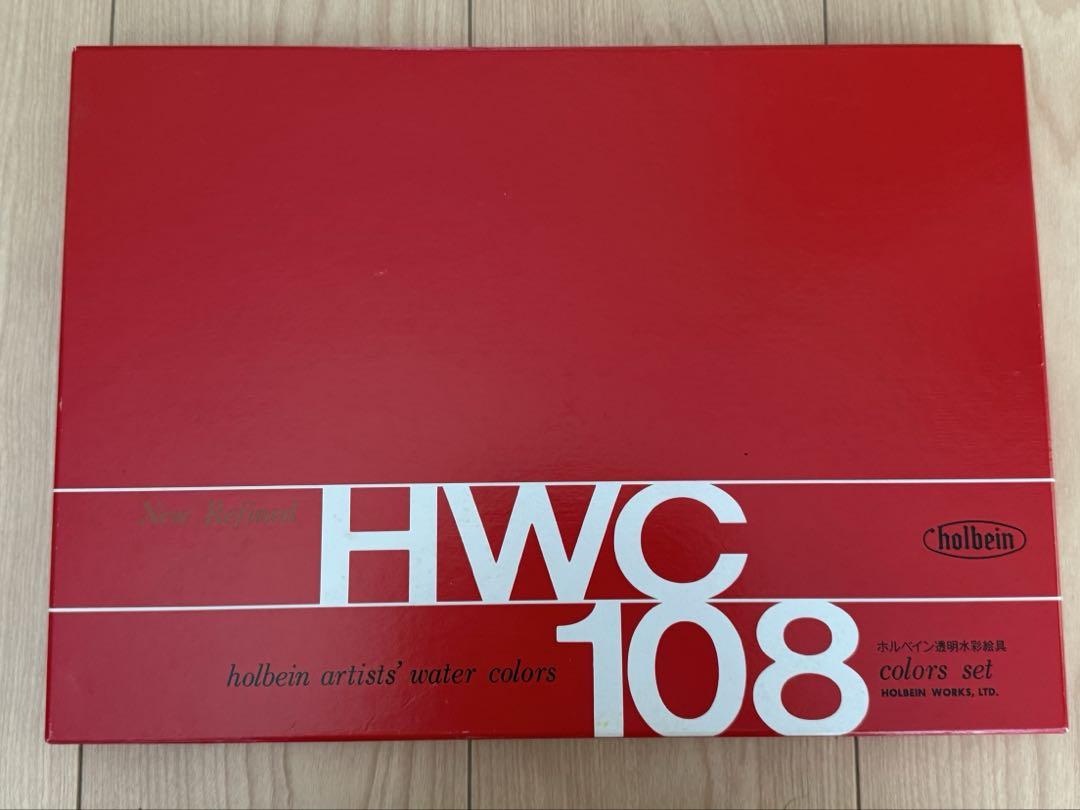 New Refined
HWC
holbein
108
holbein artists' water colors
ホルベイン透明水彩絵具
colors set
HOLBEIN WORKS, LTD.